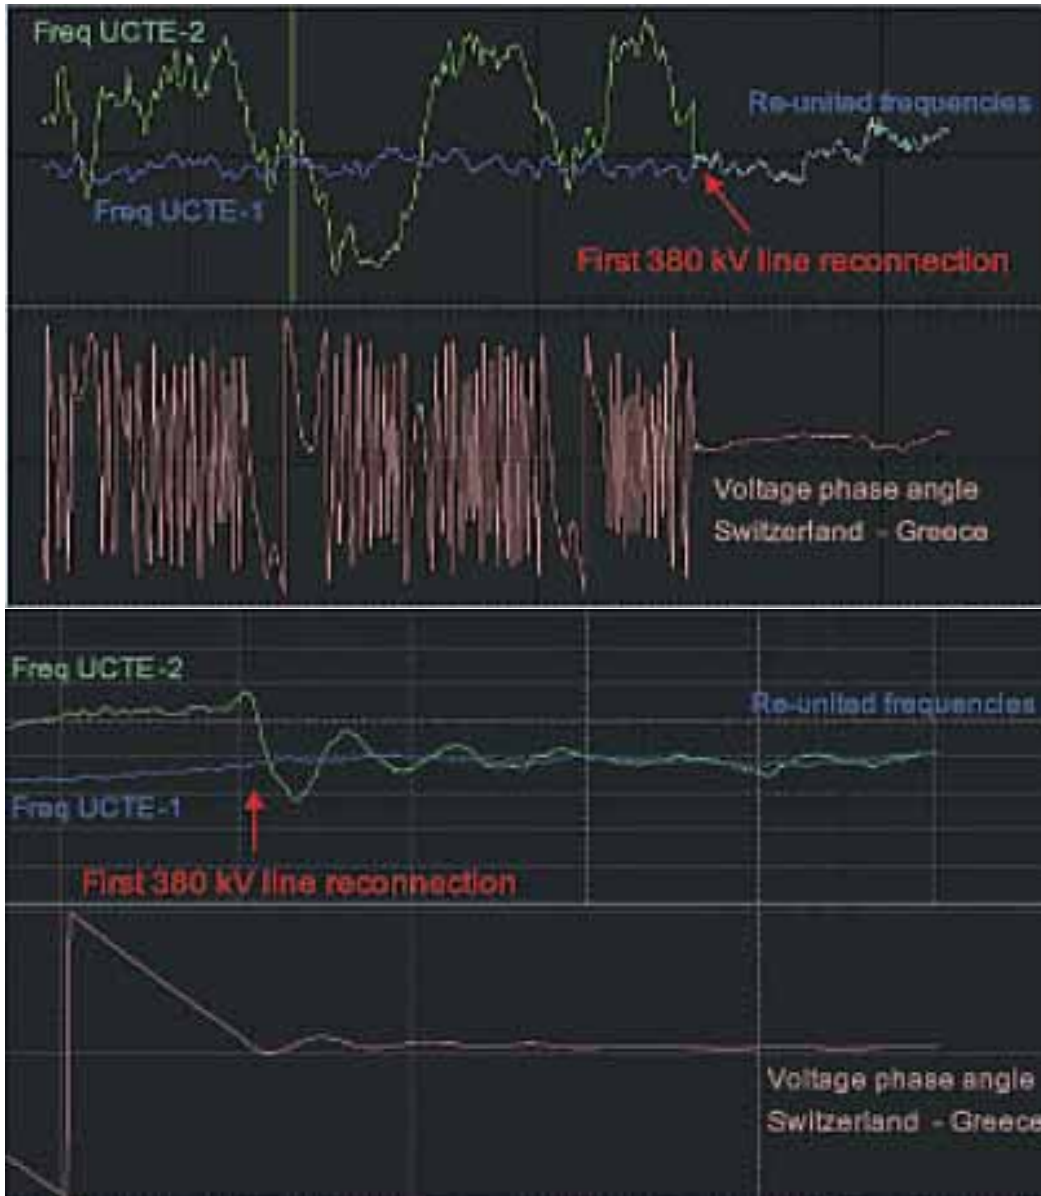 Freq UCTE-2
Re-united frequencies
Freq UCTE-1
First 380 kV line reconnection
Voltage phase angle
Switzerland - Greece
Freq UCTE-2
Re-united frequencies
Freq UCTE-1
First 380 kV line reconnection
Voltage phase angle
Switzerland - Greece